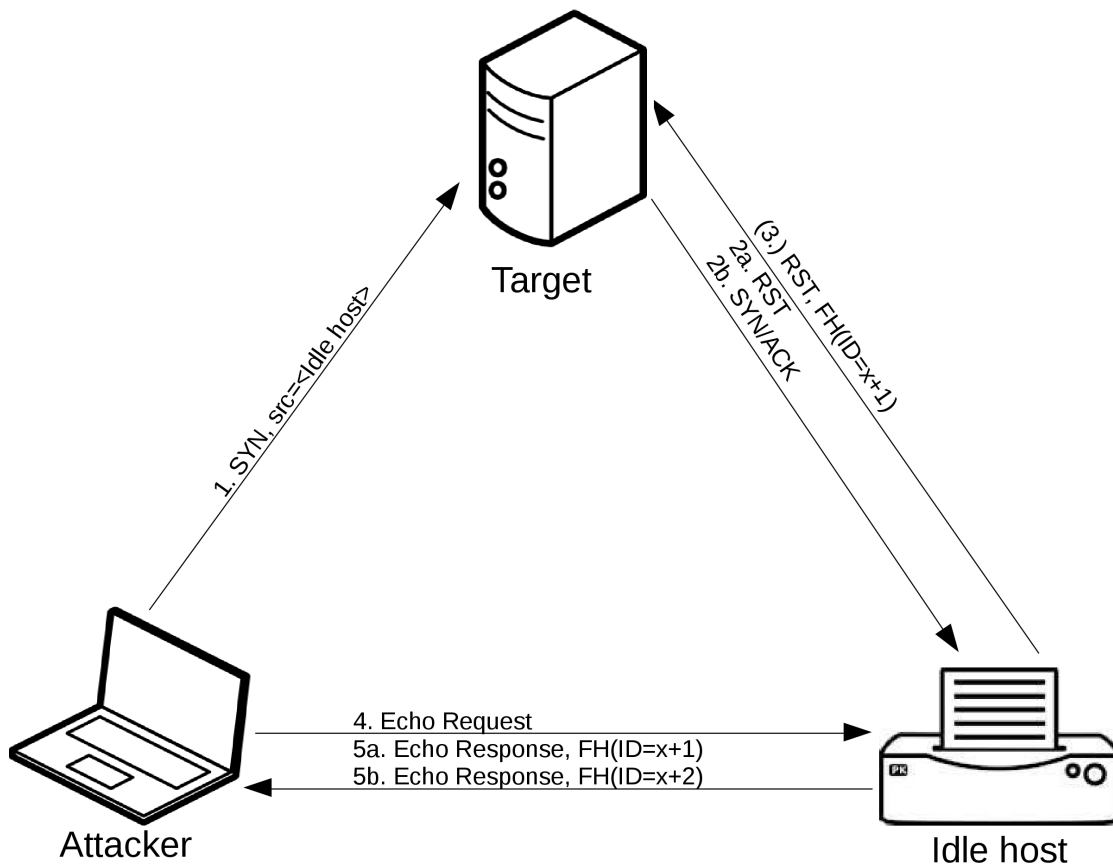 Target
1. SYN, src=<Idle host>
(3.) RST, FH(ID=x+1)
2a. RST
2b. SYN/ACK
4. Echo Request
5a. Echo Response, FH(ID=x+1)
5b. Echo Response, FH(ID=x+2)
PK
Attacker
Idle host